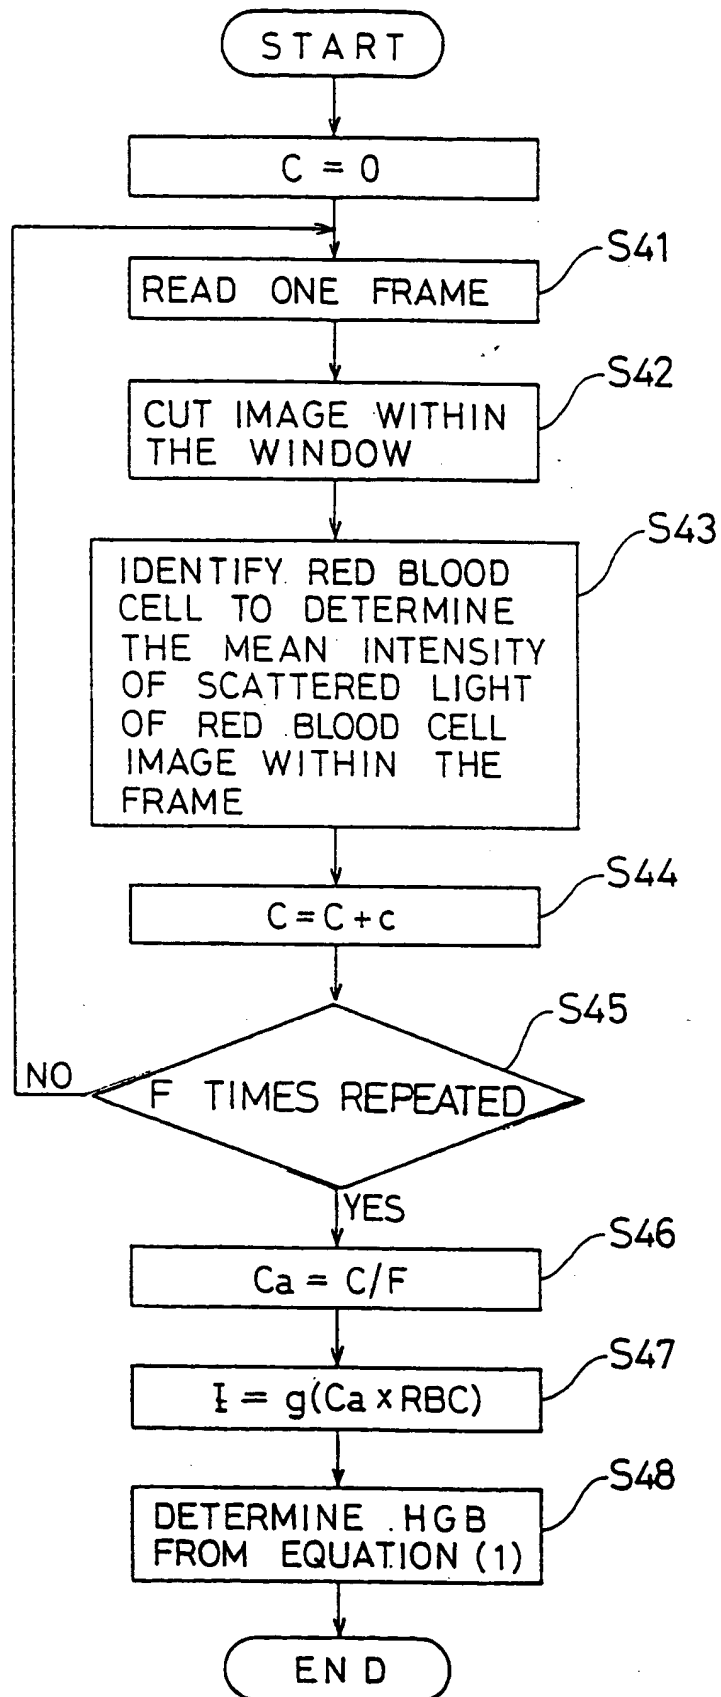 START
C = 0
S41
READ ONE FRAME
S42
CUT IMAGE WITHIN
THE WINDOW
S43
IDENTIFY RED BLOOD
CELL TO DETERMINE
THE MEAN INTENSITY
OF SCATTERED LIGHT
OF RED BLOOD CELL
IMAGE WITHIN THE
FRAME
S44
C = C + c
S45
NO
F TIMES REPEATED
YES
S46
Ca = C/F
S47
I = g(Ca x RBC)
S48
DETERMINE HGB
FROM EQUATION (1)
END